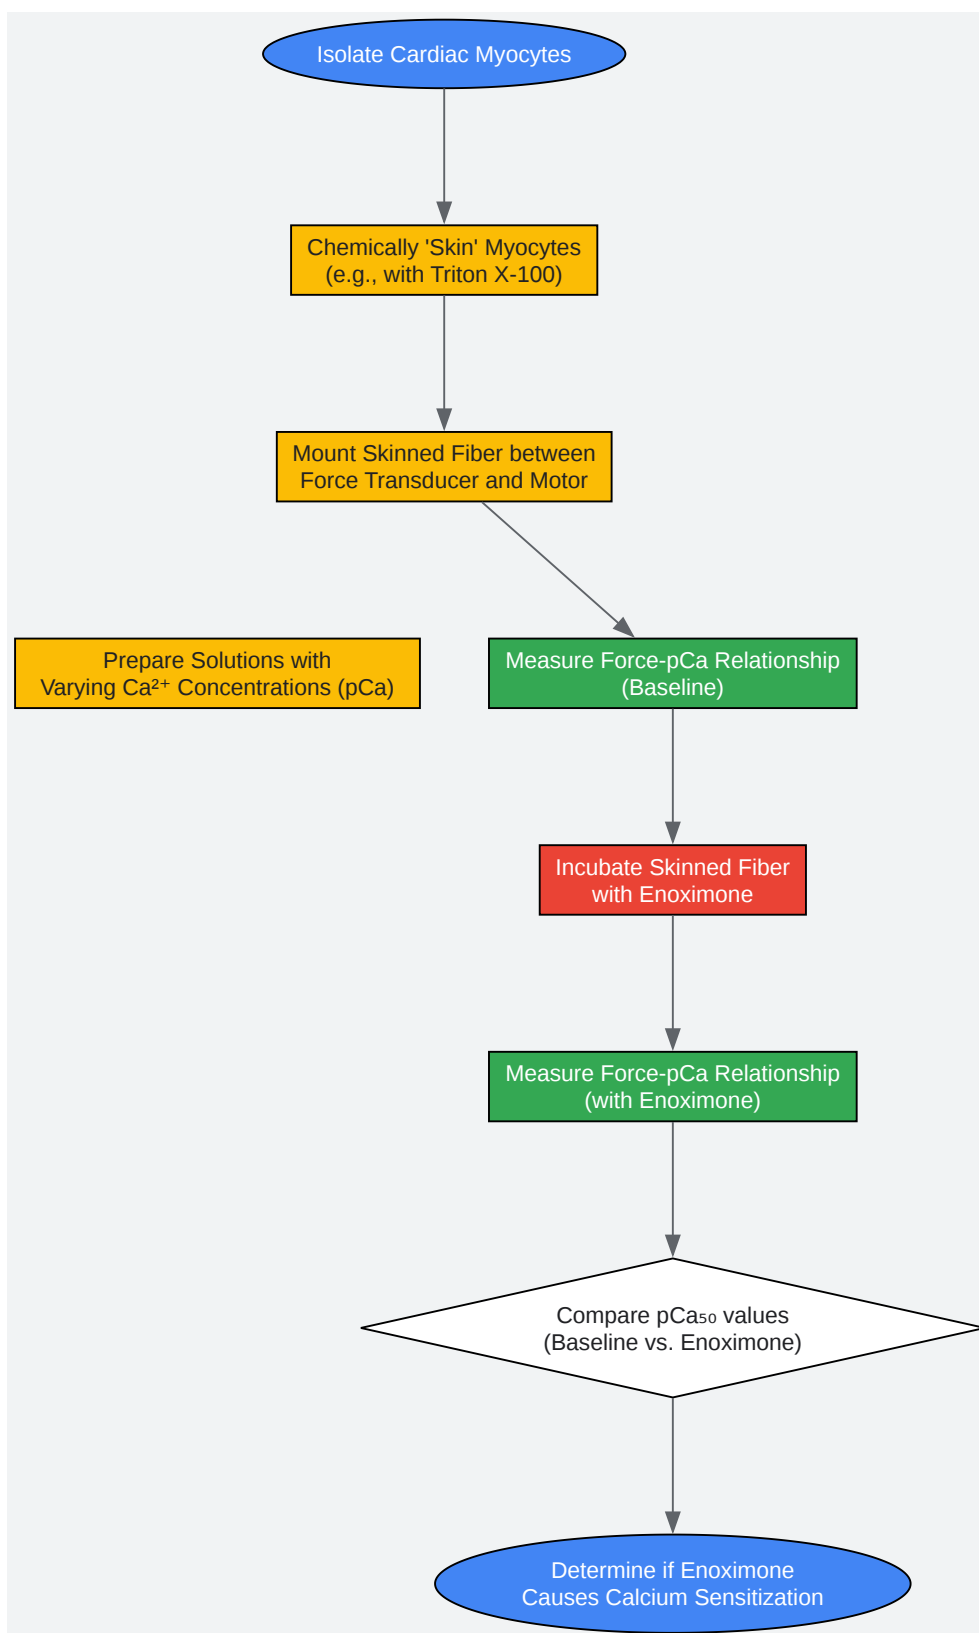 Isolate Cardiac Myocytes
Chemically 'Skin' Myocytes
(e.g., with Triton X-100)
Mount Skinned Fiber between
Force Transducer and Motor
Prepare Solutions with
Varying Ca²⁺ Concentrations (pCa)
Measure Force-pCa Relationship
(Baseline)
Incubate Skinned Fiber
with Enoximone
Measure Force-pCa Relationship
(with Enoximone)
Compare pCa₅₀ values
(Baseline vs. Enoximone)
Determine if Enoximone
Causes Calcium Sensitization